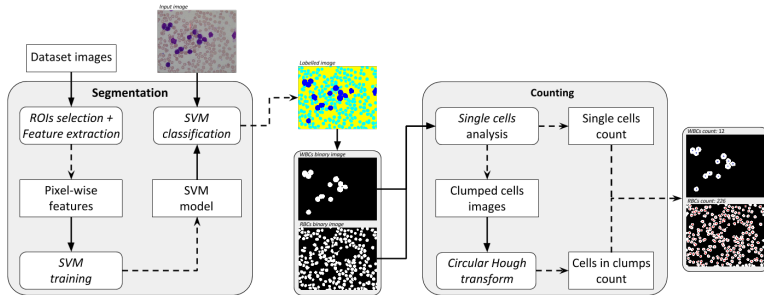 Input image
Dataset images
Segmentation
ROIs selection +
Feature extraction
SVM
classification
Pixel-wise
features
SVM
model
SVM
training
Labelled image
WBCs binary image
RBCs binary image
Counting
Single cells
analysis
Single cells
count
Clumped cells
images
Circular Hough
transform
Cells in clumps
count
WBCs count: 12
RBCs count: 226